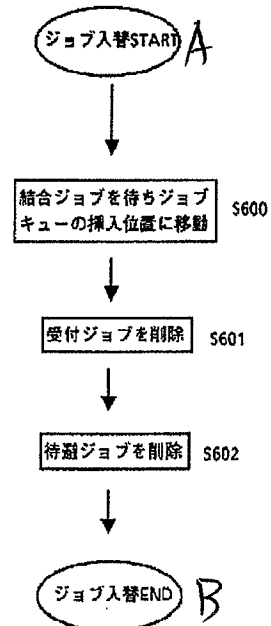 ジョブ入替START A
結合ジョブを待ちジョブ
キューの挿入位置に移動 S600
受付ジョブを削除 S601
待避ジョブを削除 S602
ジョブ入替END B